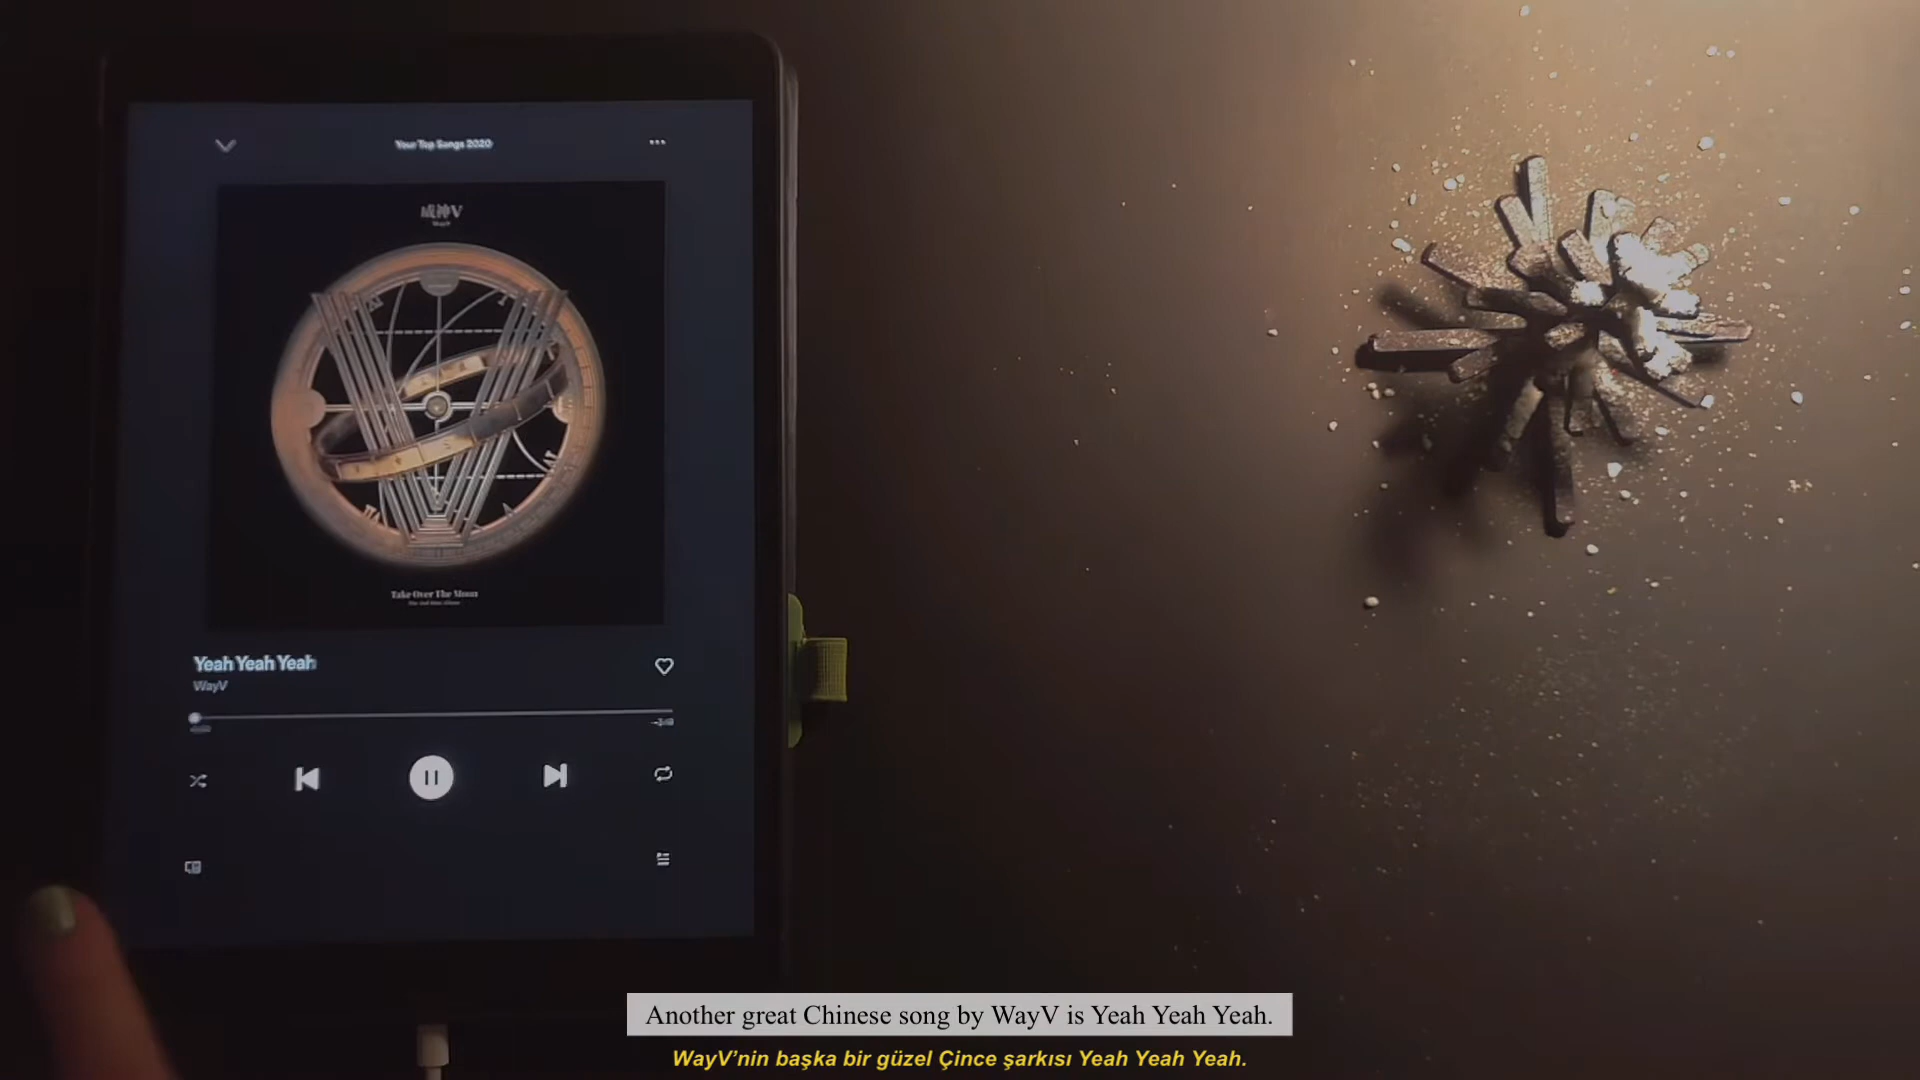 Your Top Songs 2020
威神V
WayV
Take Over The Moon
Yeah Yeah Yeah
WayV
Another great Chinese song by WayV is Yeah Yeah Yeah.
WayV’nin başka bir güzel Çince şarkısı Yeah Yeah Yeah.